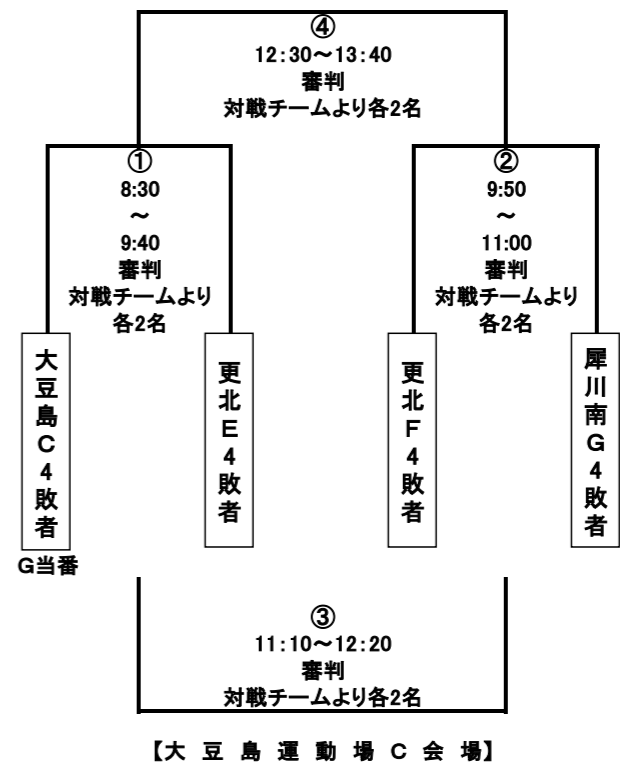 ④
12:30～13:40
審判
対戦チームより各2名
①
8:30
～
9:40
審判
対戦チームより
各2名
②
9:50
～
11:00
審判
対戦チームより
各2名
大豆島C4敗者
更北E4敗者
更北F4敗者
犀川南G4敗者
G当番
③
11:10～12:20
審判
対戦チームより各2名
【大 豆 島 運 動 場 C 会 場】